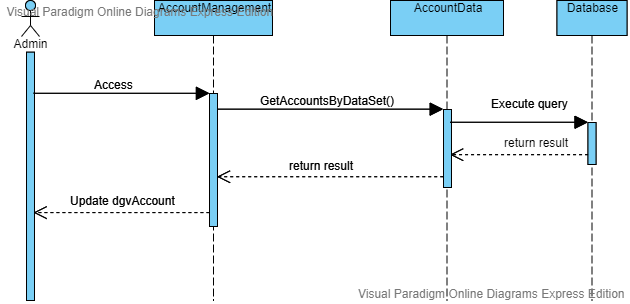 Visual Paradigm Online Diagrams Express Edition
AccountManagement
AccountData
Database
Admin
Access
GetAccountsByDataSet()
Execute query
return result
return result
Update dgvAccount
Visual Paradigm Online Diagrams Express Edition